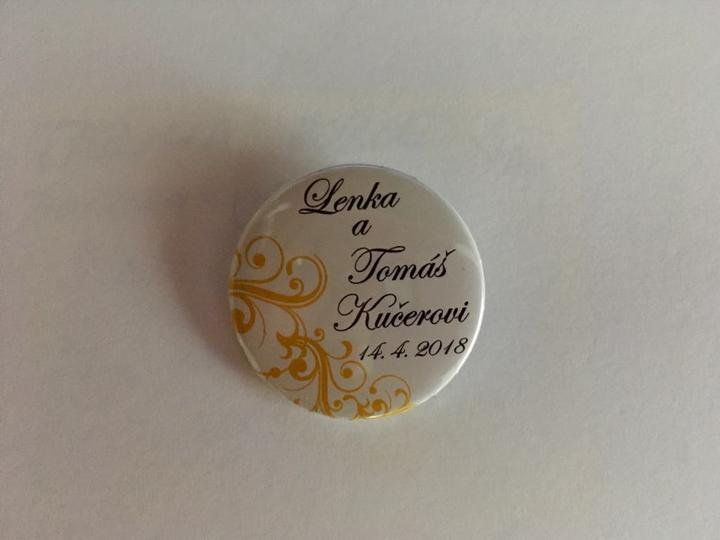 Lenka
a
Tomáš
Kučerovi
14. 4. 2018